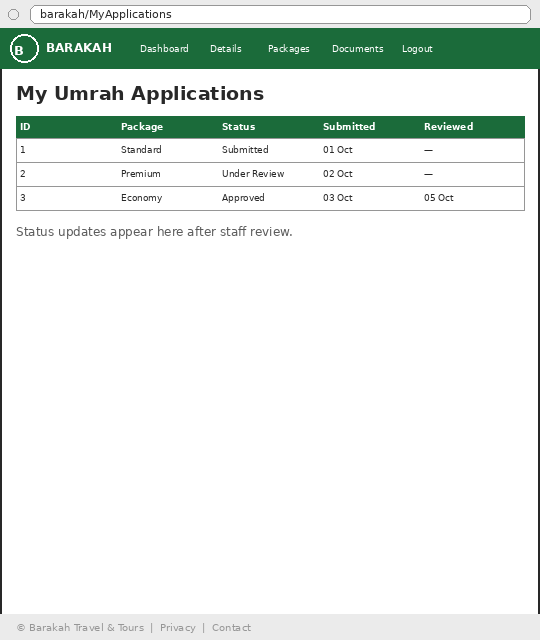 barakah/MyApplications
B BARAKAH Dashboard Details Packages Documents Logout
My Umrah Applications
ID Package Status Submitted Reviewed
1 Standard Submitted 01 Oct —
2 Premium Under Review 02 Oct —
3 Economy Approved 03 Oct 05 Oct
Status updates appear here after staff review.
© Barakah Travel & Tours | Privacy | Contact